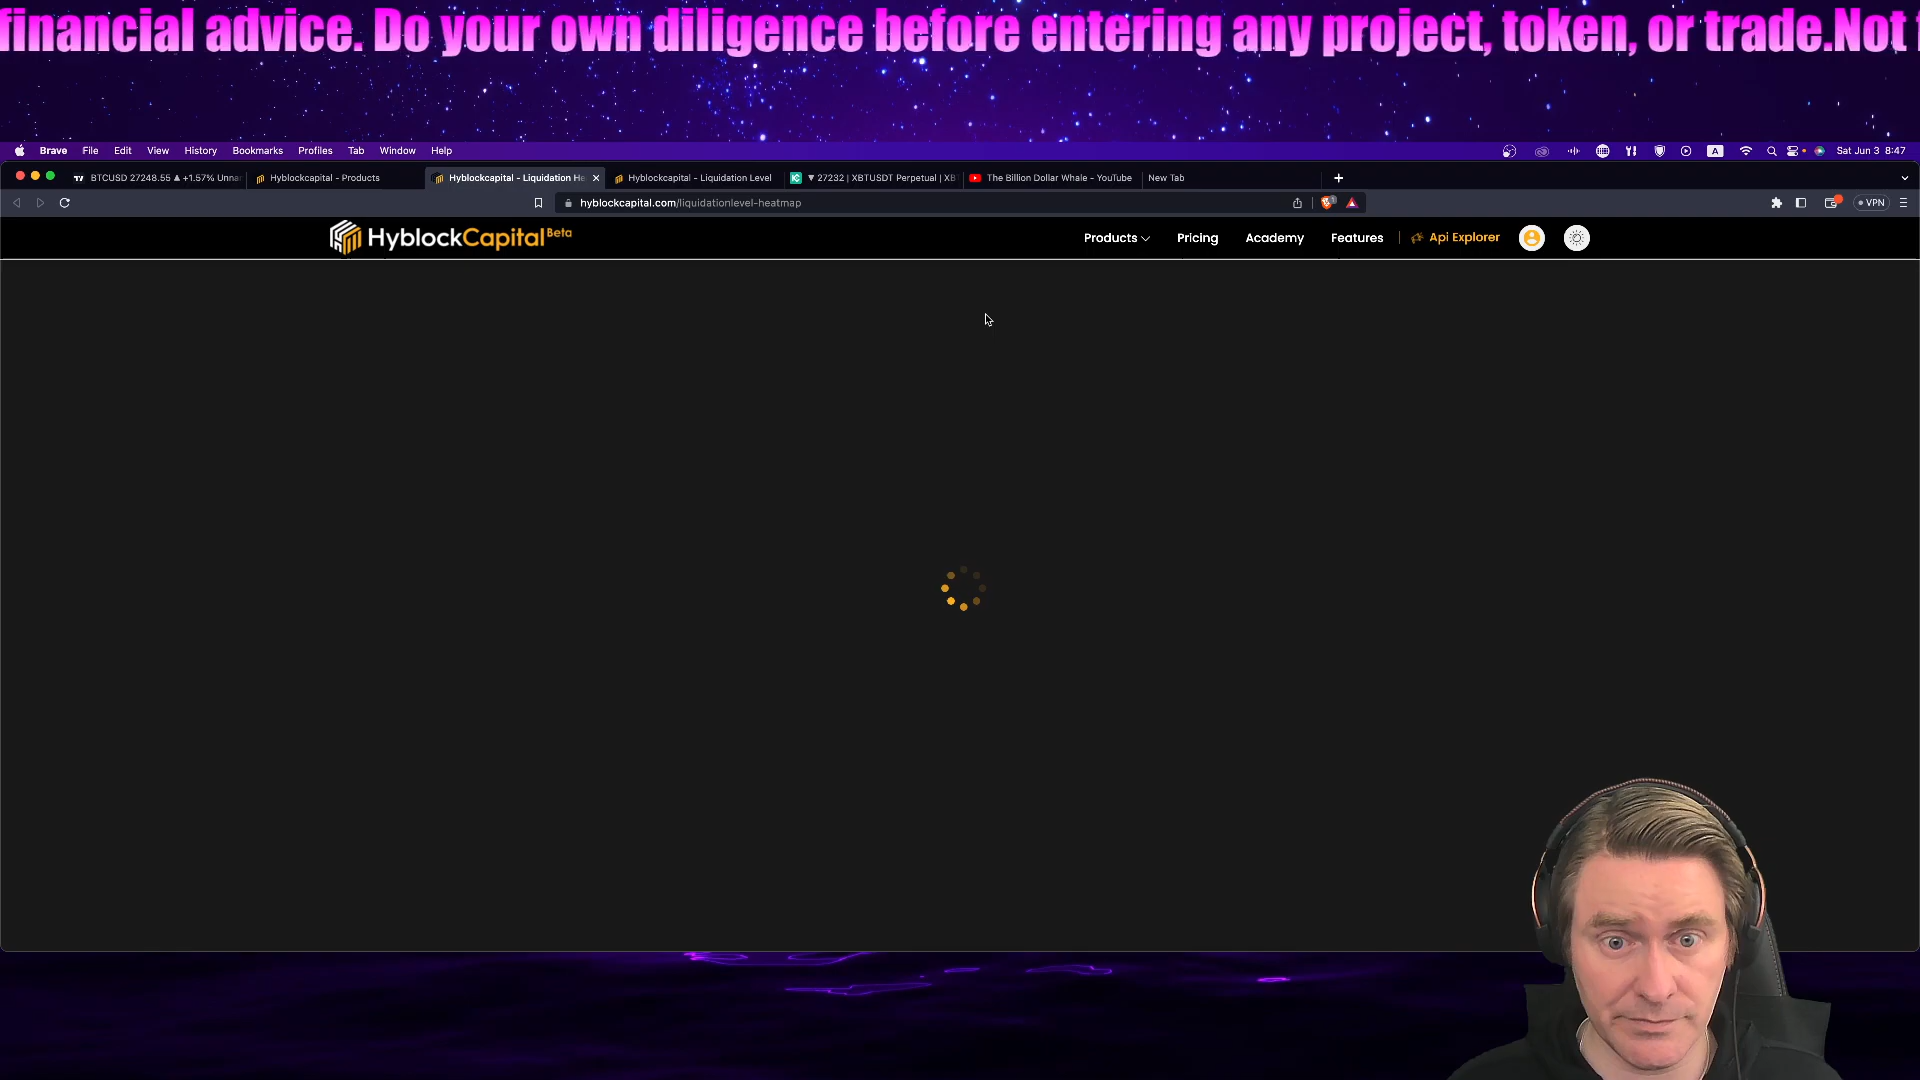 financial advice. Do your own diligence before entering any project, token, or trade.Not
Brave File Edit View History Bookmarks Profiles Tab Window Help A Sat Jun 3 8:47
BTCUSD 27248.55 ▲ +1.57% Unna Hyblockcapital - Products Hyblockcapital - Liquidation He Hyblockcapital - Liquidation Level ▼ 27232 | XBTUSDT Perpetual | XB The Billion Dollar Whale - YouTube New Tab
hyblockcapital.com/liquidationlevel-heatmap 1 VPN
HyblockCapital Beta Products Pricing Academy Features Api Explorer